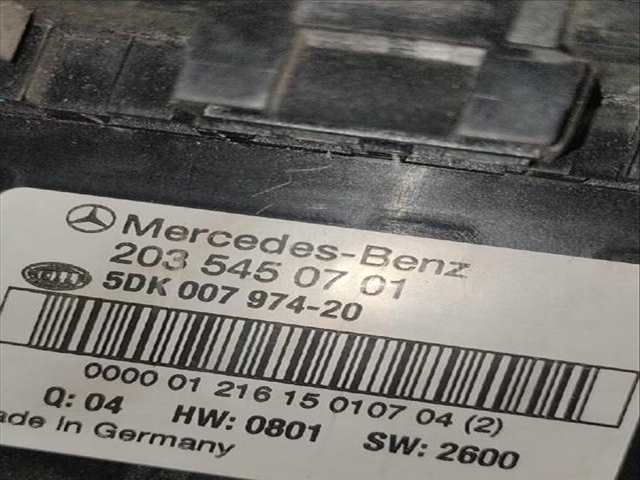 Mercedes-Benz
203 545 07 01
5DK 007 974-20
0000 01 216 15 0107 04 (2)
Q: 04 HW: 0801 SW: 2600
ade in Germany